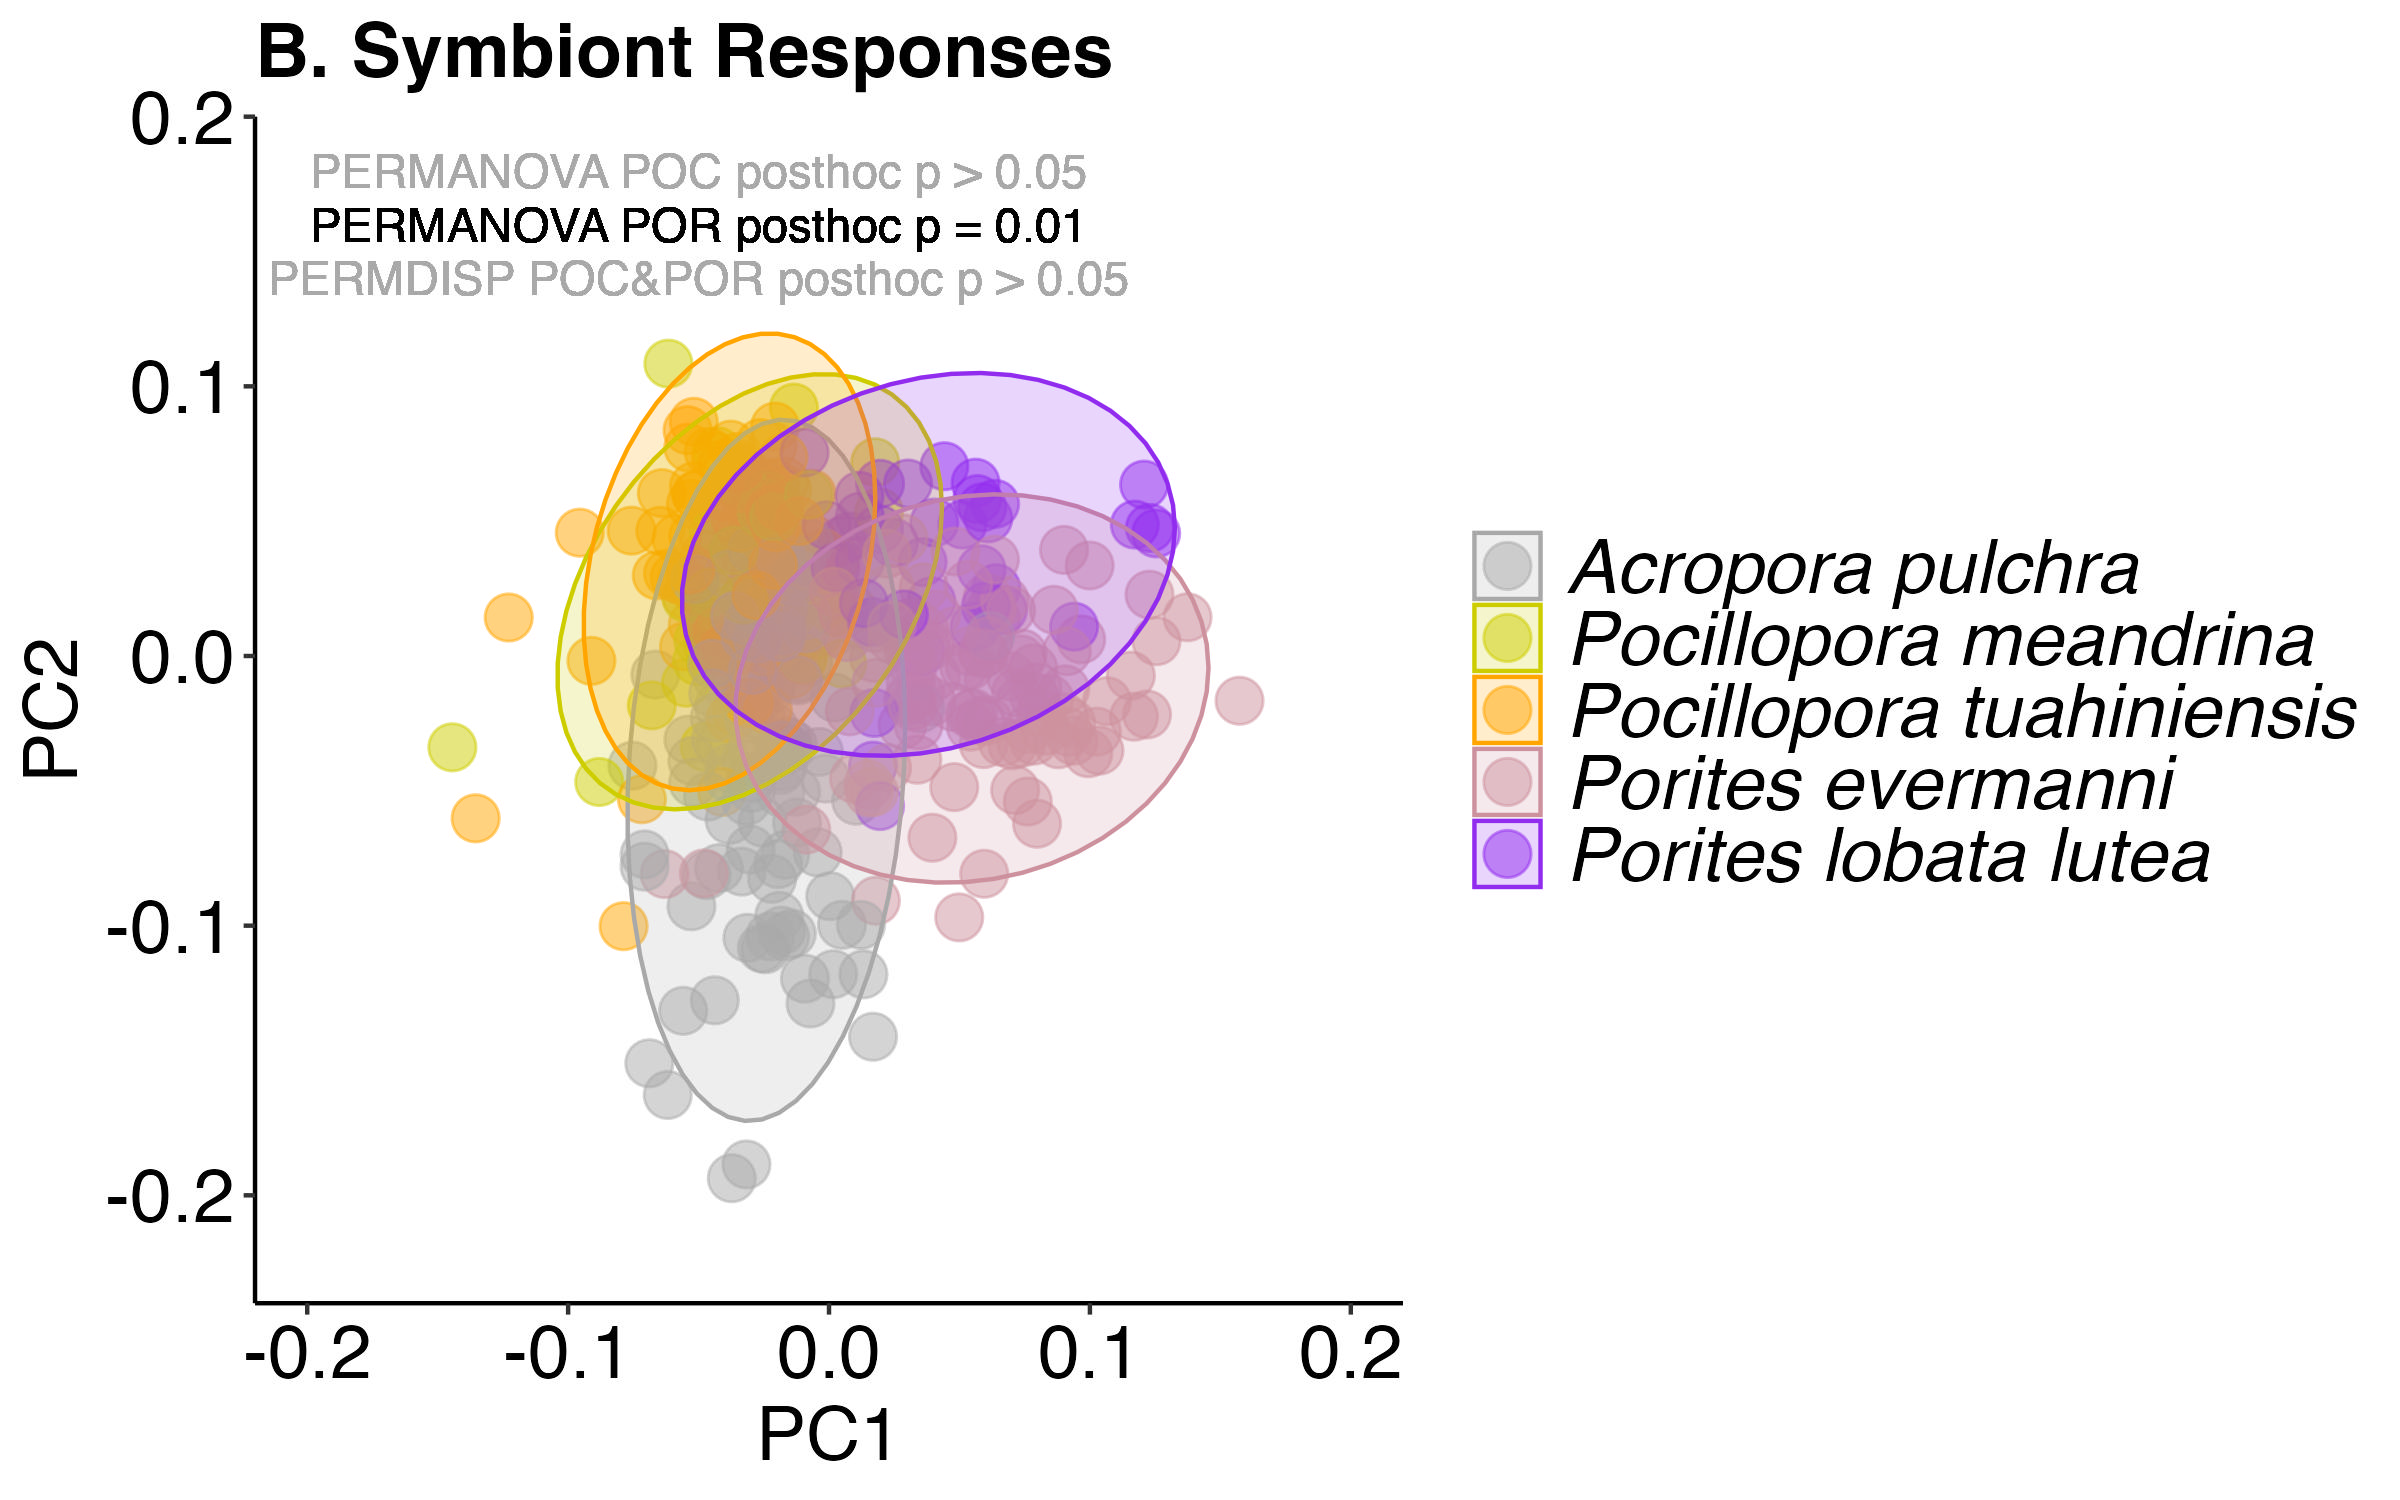 B. Symbiont Responses
0.2
PERMANOVA POC posthoc p > 0.05
PERMANOVA POR posthoc p = 0.01
PERMDISP POC&POR posthoc p > 0.05
0.1
0.0
-0.1
-0.2
PC2
-0.2 -0.1 0.0 0.1 0.2
PC1
Acropora pulchra
Pocillopora meandrina
Pocillopora tuahiniensis
Porites evermanni
Porites lobata lutea